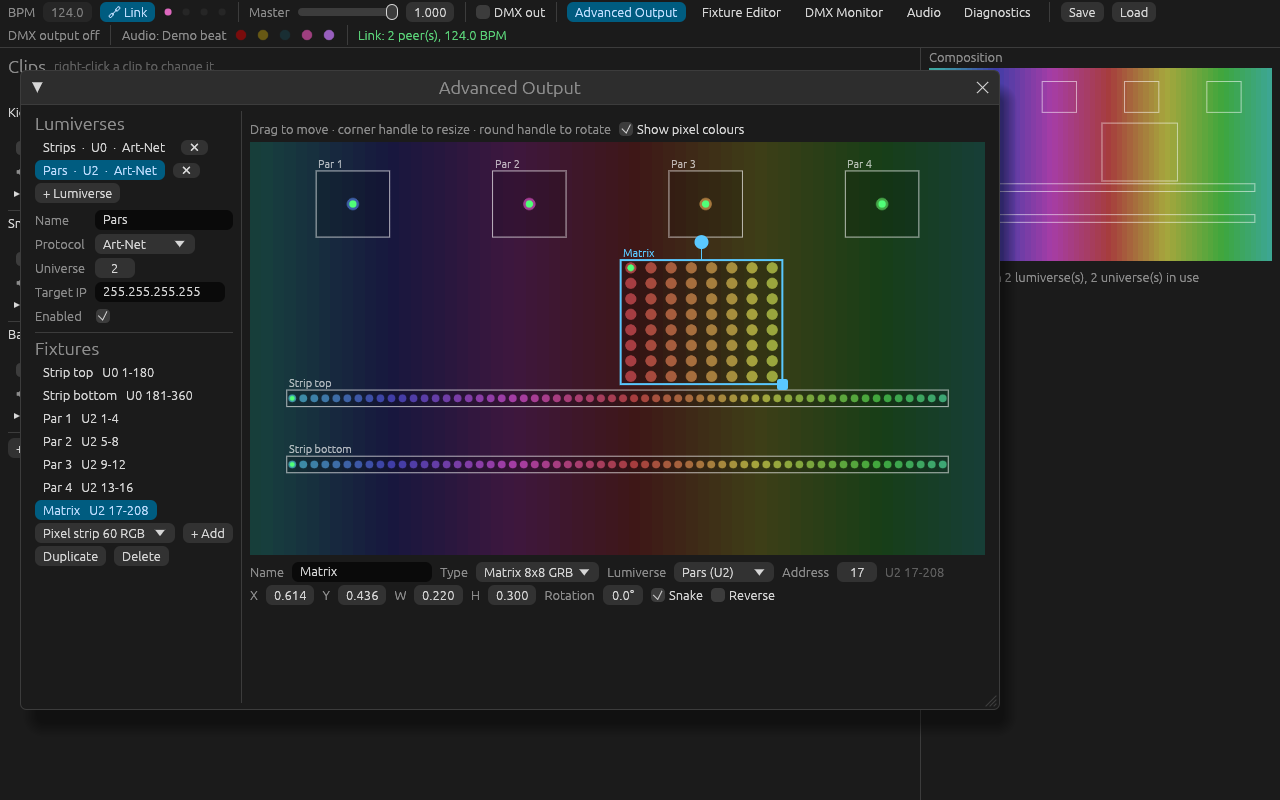 BPM 124.0 Link Master 1.000 DMX out Advanced Output Fixture Editor DMX Monitor Audio Diagnostics Save Load
DMX output off Audio: Demo beat Link: 2 peer(s), 124.0 BPM
Clips right-click a clip to change it
Composition
Advanced Output
Lumiverses
Strips · U0 · Art-Net ✕
Pars · U2 · Art-Net ✕
+ Lumiverse
Name Pars
Protocol Art-Net
Universe 2
Target IP 255.255.255.255
Enabled
Fixtures
Strip top U0 1-180
Strip bottom U0 181-360
Par 1 U2 1-4
Par 2 U2 5-8
Par 3 U2 9-12
Par 4 U2 13-16
Matrix U2 17-208
Pixel strip 60 RGB + Add
Duplicate Delete
Drag to move · corner handle to resize · round handle to rotate Show pixel colours
Par 1 Par 2 Par 3 Par 4
Matrix
Strip top
Strip bottom
Name Matrix Type Matrix 8x8 GRB Lumiverse Pars (U2) Address 17 U2 17-208
X 0.614 Y 0.436 W 0.220 H 0.300 Rotation 0.0° Snake Reverse
2 lumiverse(s), 2 universe(s) in use